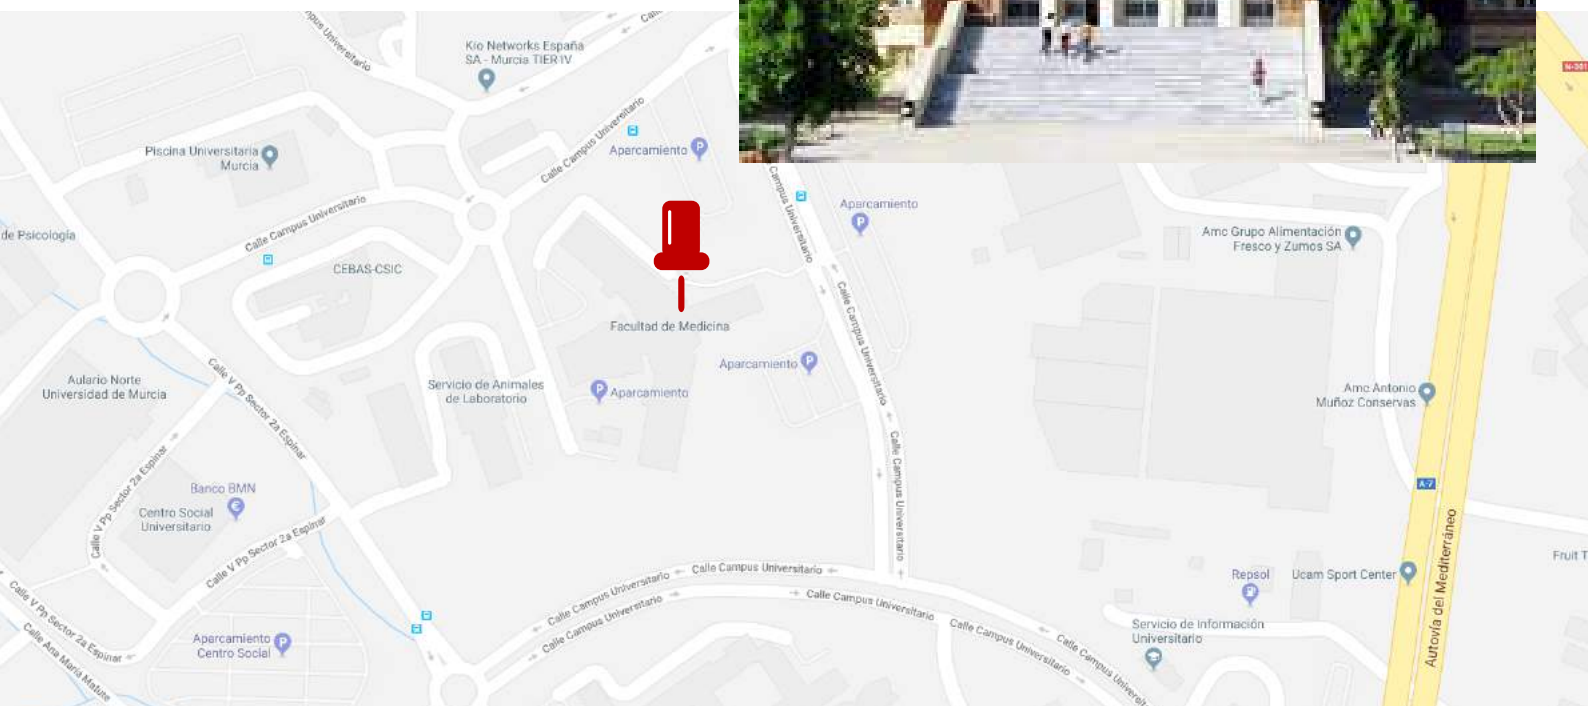 Campus Universitario
Kio Networks España
SA - Murcia TIER IV
N-301
Calle Campus Universitario
Aparcamiento
P
Piscina Universitaria
Murcia
Calle Campus Universitario
Campus Universitario
Aparcamiento
P
de Psicología
CEBAS-CSIC
Amc Grupo Alimentación
Fresco y Zumos SA
Calle Campus Universitario
Facultad de Medicina
Aparcamiento
P
Aulario Norte
Universidad de Murcia
Calle V Pp Sector 2a Espinar
Servicio de Animales
de Laboratorio
P
Aparcamiento
Amc Antonio
Muñoz Conservas
Calle V Pp Sector 2a Espinar
Calle Campus Universitario
Banco BMN
€
Centro Social
Universitario
A-7
Calle V Pp Sector 2a Espinar
Autovía del Mediterráneo
Fruit T
Calle Campus Universitario
Calle Campus Universitario
Calle Campus Universitario
Calle Campus Universitario
Repsol
Ucam Sport Center
Calle V Pp Sector 2a Espinar
Calle Ana María Matute
Aparcamiento
Centro Social
P
Calle Campus Universitario
Calle Campus Universit
Servicio de Información
Universitario